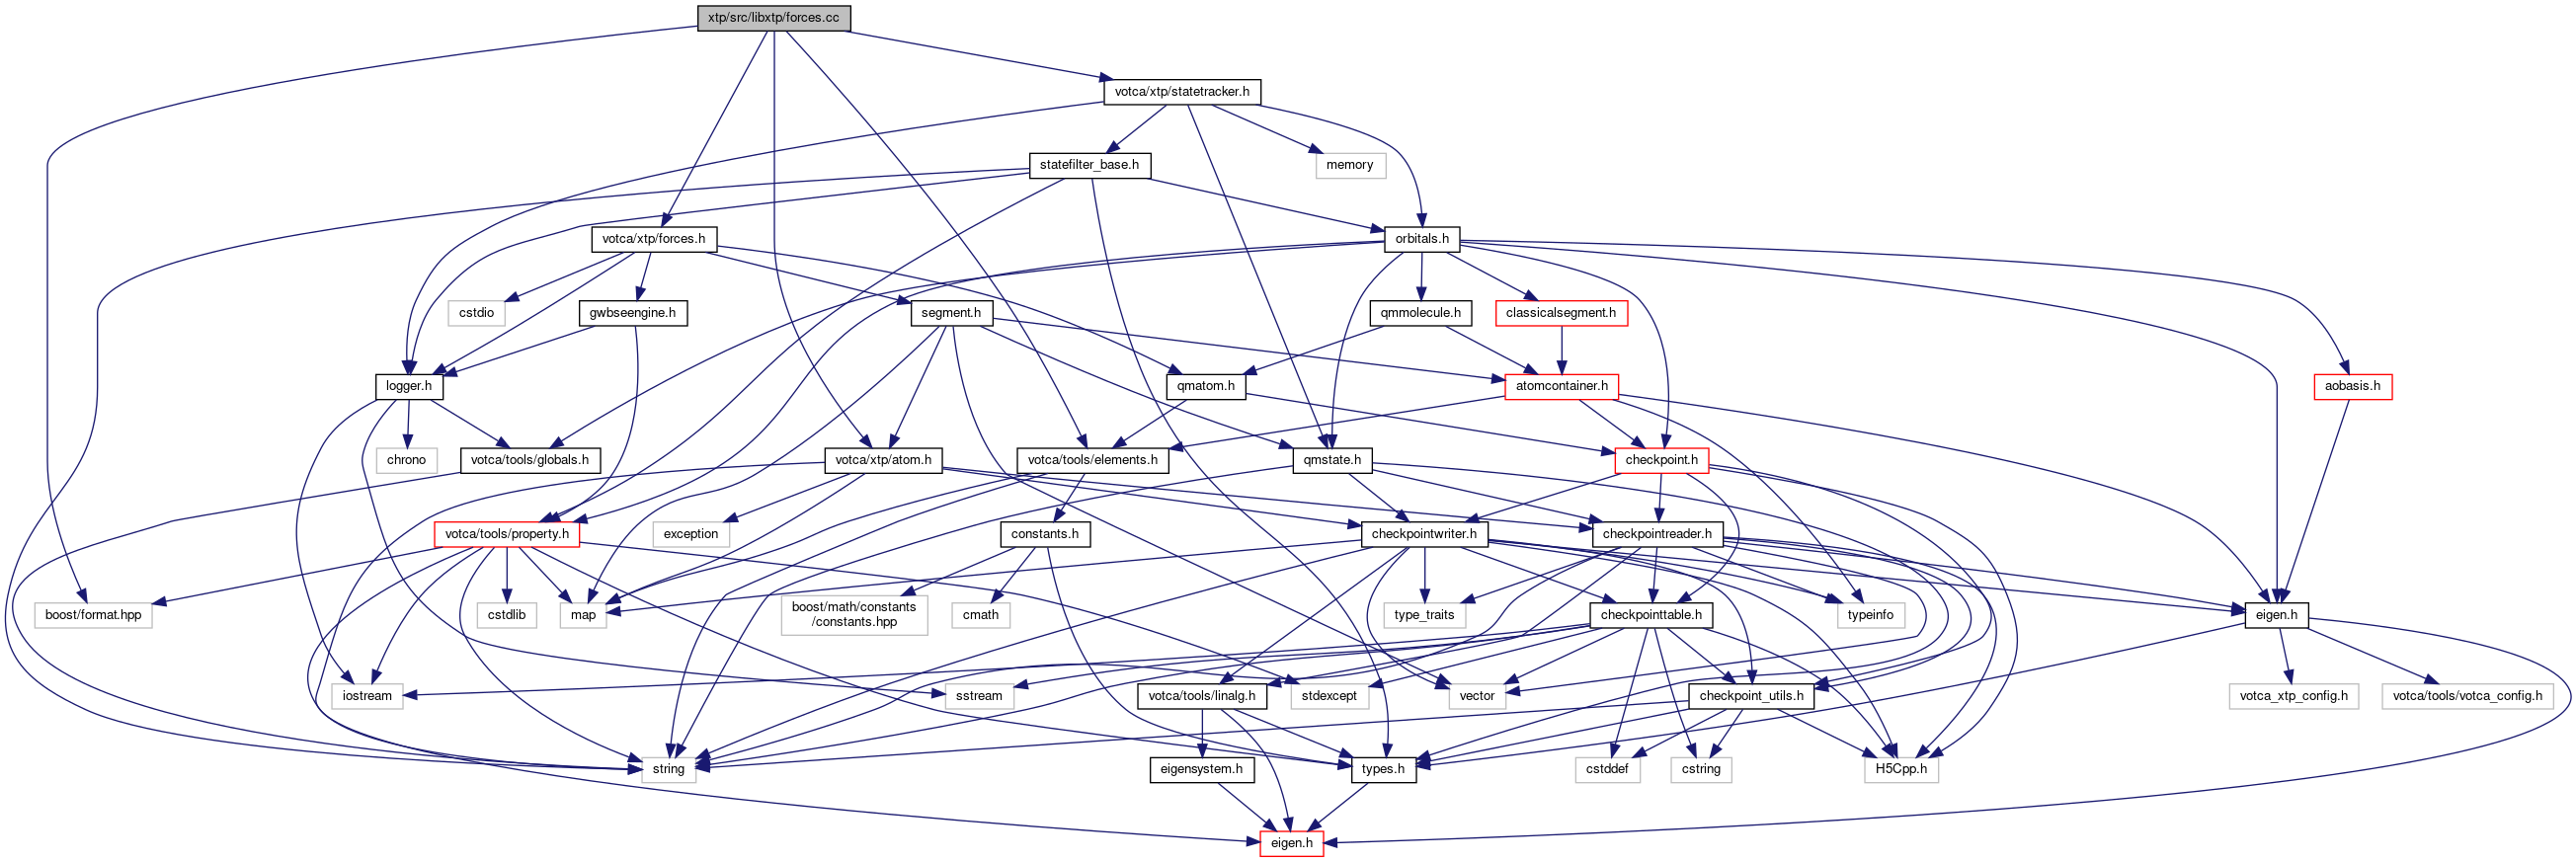 xtp/src/libxtp/forces.cc
votca/xtp/statetracker.h
statefilter_base.h
memory
votca/xtp/forces.h
orbitals.h
cstdio
gwbseengine.h
segment.h
qmmolecule.h
classicalsegment.h
logger.h
qmatom.h
atomcontainer.h
aobasis.h
chrono
votca/tools/globals.h
votca/xtp/atom.h
votca/tools/elements.h
qmstate.h
checkpoint.h
votca/tools/property.h
exception
constants.h
checkpointwriter.h
checkpointreader.h
boost/format.hpp
cstdlib
map
boost/math/constants
/constants.hpp
cmath
type_traits
checkpointtable.h
typeinfo
eigen.h
iostream
sstream
votca/tools/linalg.h
stdexcept
vector
checkpoint_utils.h
votca_xtp_config.h
votca/tools/votca_config.h
string
eigensystem.h
types.h
cstddef
cstring
H5Cpp.h
eigen.h